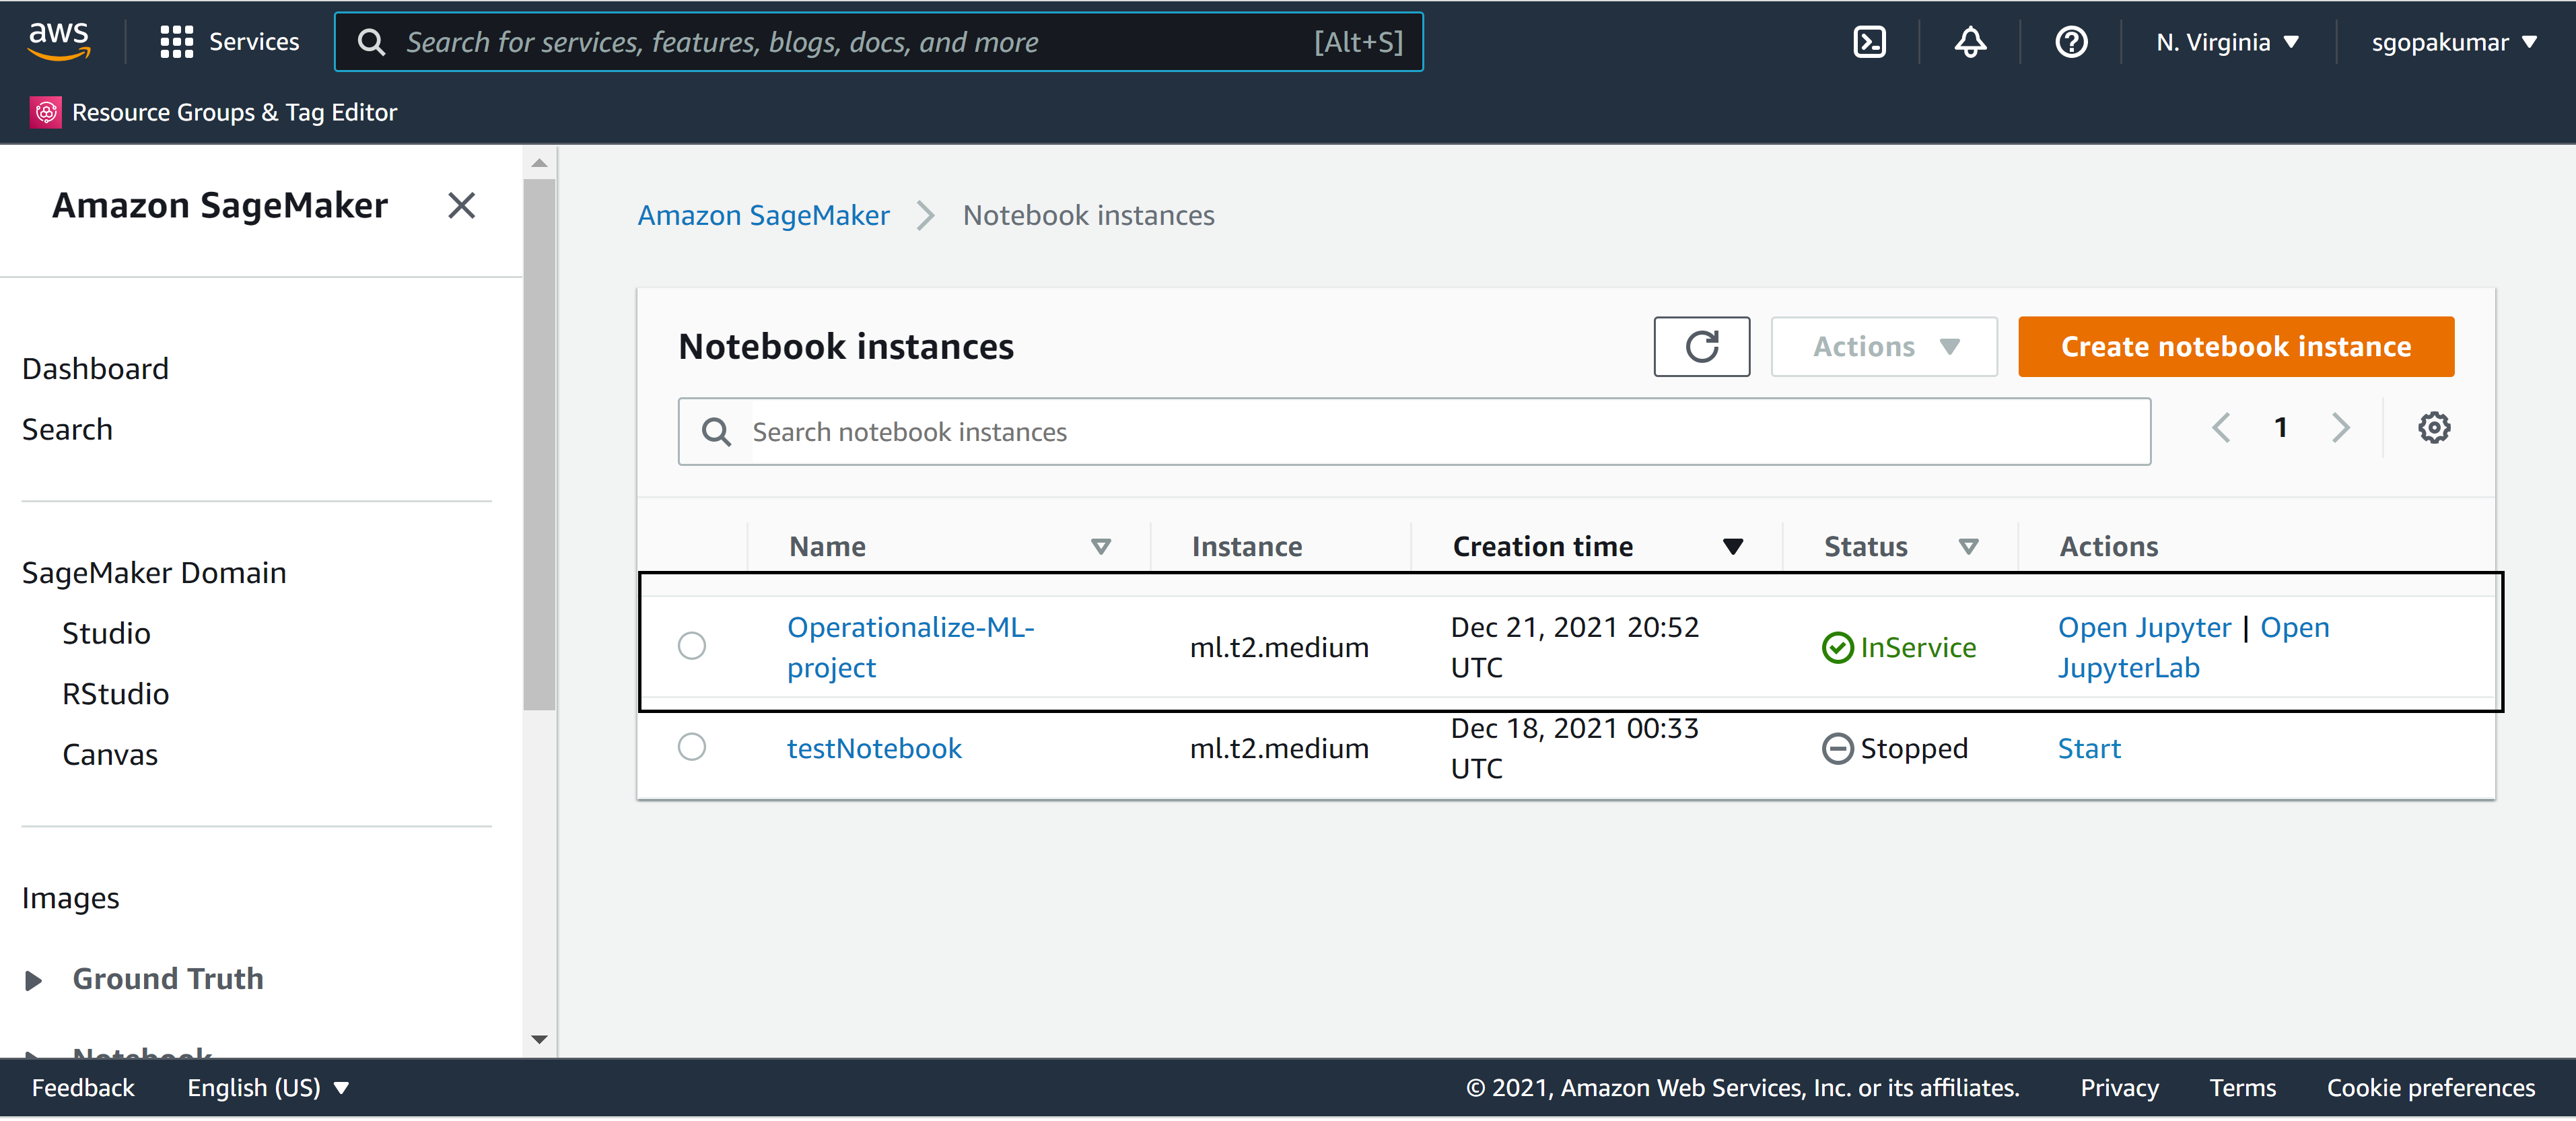 aws
Services
Search for services, features, blogs, docs, and more
[Alt+S]
N. Virginia
sgopakumar
Resource Groups & Tag Editor
Amazon SageMaker
Dashboard
Search
SageMaker Domain
Studio
RStudio
Canvas
Images
Ground Truth
Notebook
Amazon SageMaker
Notebook instances
Notebook instances
Actions
Create notebook instance
Search notebook instances
1
Name
Instance
Creation time
Status
Actions
Operationalize-ML-
project
ml.t2.medium
Dec 21, 2021 20:52
UTC
InService
Open Jupyter | Open
JupyterLab
testNotebook
ml.t2.medium
Dec 18, 2021 00:33
UTC
Stopped
Start
Feedback
English (US)
© 2021, Amazon Web Services, Inc. or its affiliates.
Privacy
Terms
Cookie preferences